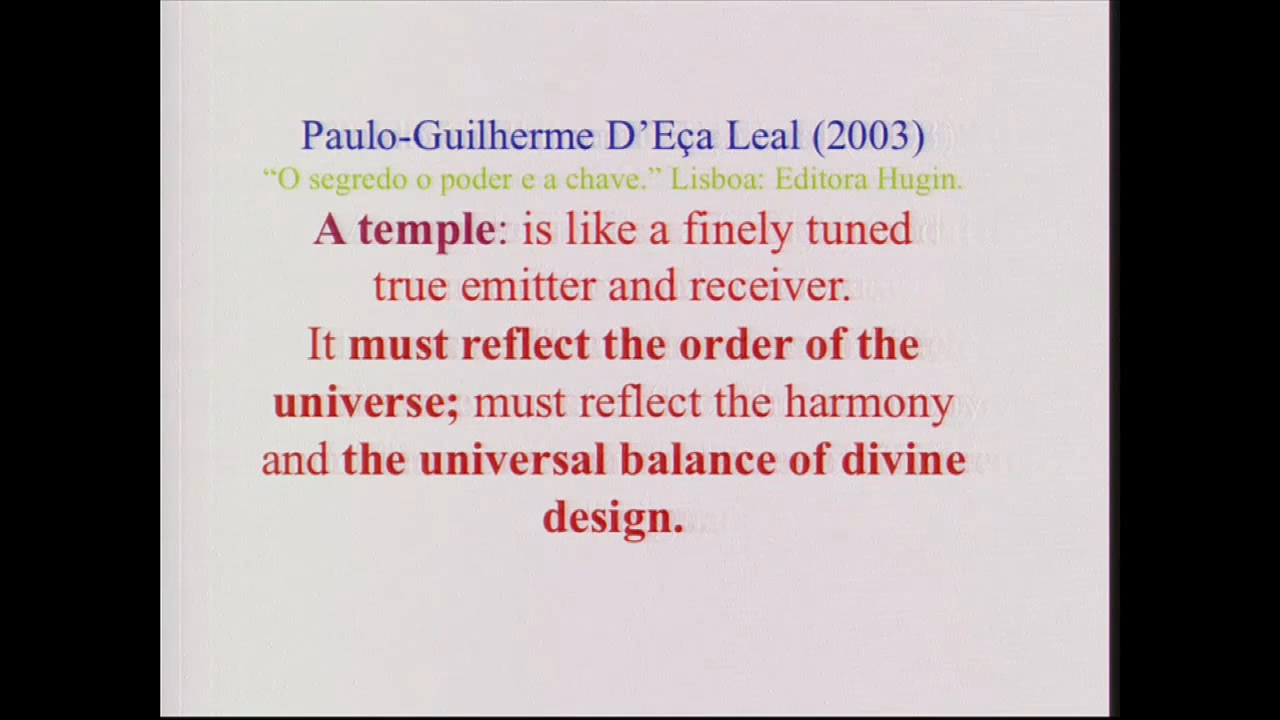 Paulo-Guilherme D’Eça Leal (2003)
“O segredo o poder e a chave.” Lisboa: Editora Hugin.
A temple: is like a finely tuned
true emitter and receiver.
It must reflect the order of the
universe; must reflect the harmony
and the universal balance of divine
design.